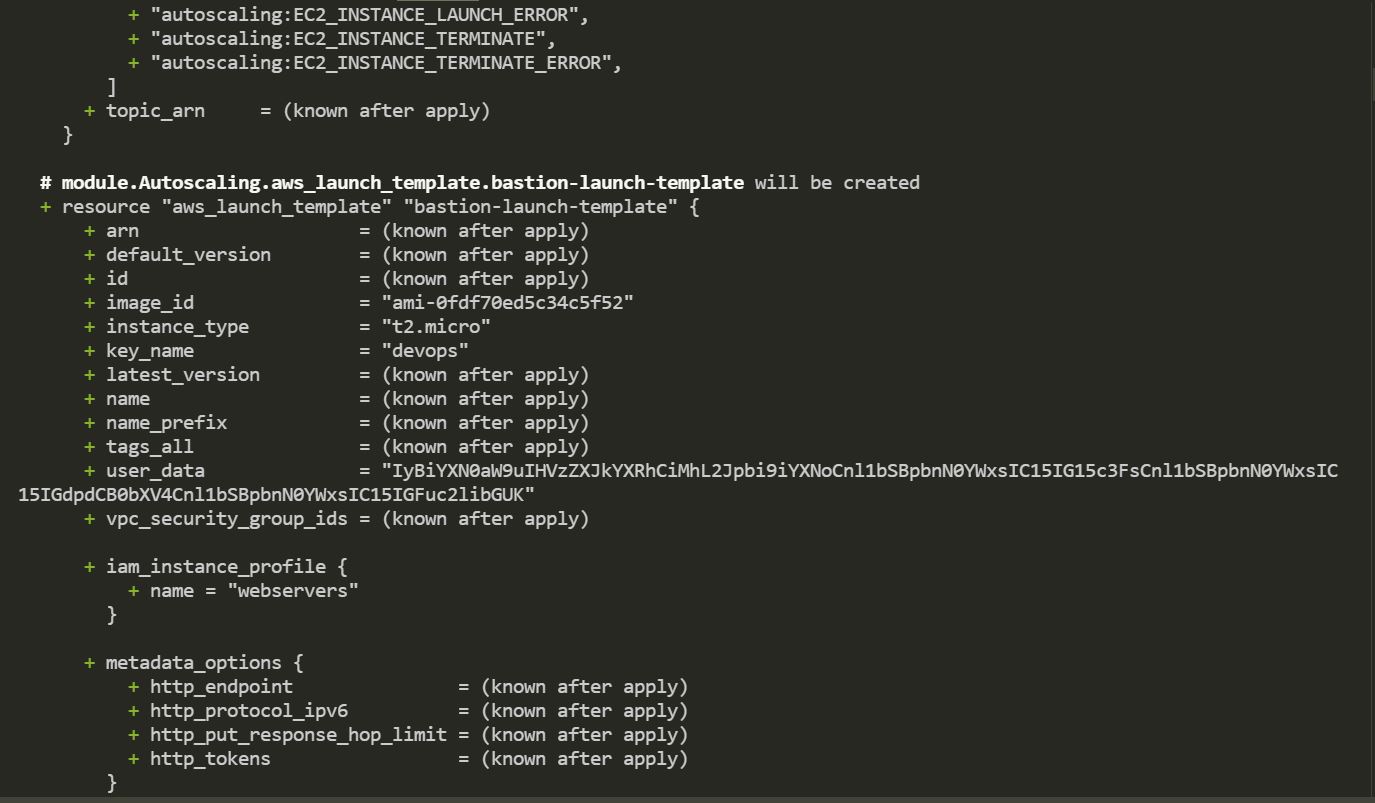 + "autoscaling:EC2_INSTANCE_LAUNCH_ERROR",
+ "autoscaling:EC2_INSTANCE_TERMINATE",
+ "autoscaling:EC2_INSTANCE_TERMINATE_ERROR",
]
+ topic_arn     = (known after apply)
}
# module.Autoscaling.aws_launch_template.bastion-launch-template will be created
+ resource "aws_launch_template" "bastion-launch-template" {
+ arn                    = (known after apply)
+ default_version        = (known after apply)
+ id                     = (known after apply)
+ image_id               = "ami-0fdf70ed5c34c5f52"
+ instance_type          = "t2.micro"
+ key_name               = "devops"
+ latest_version         = (known after apply)
+ name                   = (known after apply)
+ name_prefix            = (known after apply)
+ tags_all               = (known after apply)
+ user_data              = "IyBiYXN0aW9uIHVzZXJkYXRhCiMhL2Jpbi9iYXNoCnl1bSBpbnN0YWxsIC15IG15c3FsCnl1bSBpbnN0YWxsIC
15IGdpdCB0bXV4Cnl1bSBpbnN0YWxsIC15IGFuc2libGUK"
+ vpc_security_group_ids = (known after apply)
+ iam_instance_profile {
+ name = "webservers"
}
+ metadata_options {
+ http_endpoint               = (known after apply)
+ http_protocol_ipv6          = (known after apply)
+ http_put_response_hop_limit = (known after apply)
+ http_tokens                 = (known after apply)
}